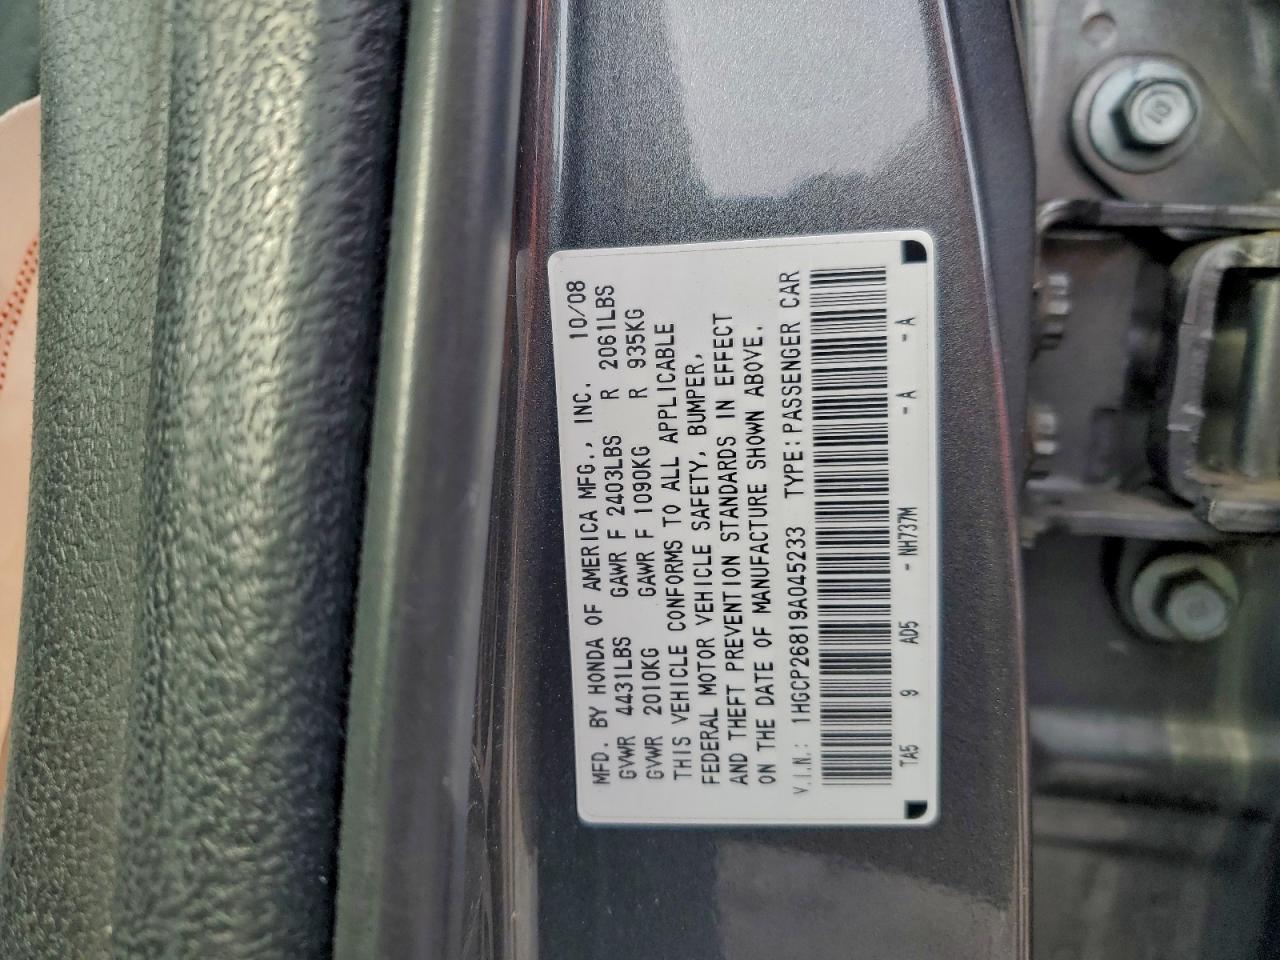 MFD. BY HONDA OF AMERICA MFG., INC. 10/08
GVWR 4431LBS GAWR F 2403LBS R 2061LBS
GVWR 2010KG GAWR F 1090KG R 935KG
THIS VEHICLE CONFORMS TO ALL APPLICABLE
FEDERAL MOTOR VEHICLE SAFETY, BUMPER,
AND THEFT PREVENTION STANDARDS IN EFFECT
ON THE DATE OF MANUFACTURE SHOWN ABOVE.
V.I.N.: 1HGCP26819A045233 TYPE:PASSENGER CAR
TA5 9 AD5 - NH737M - A - A
10